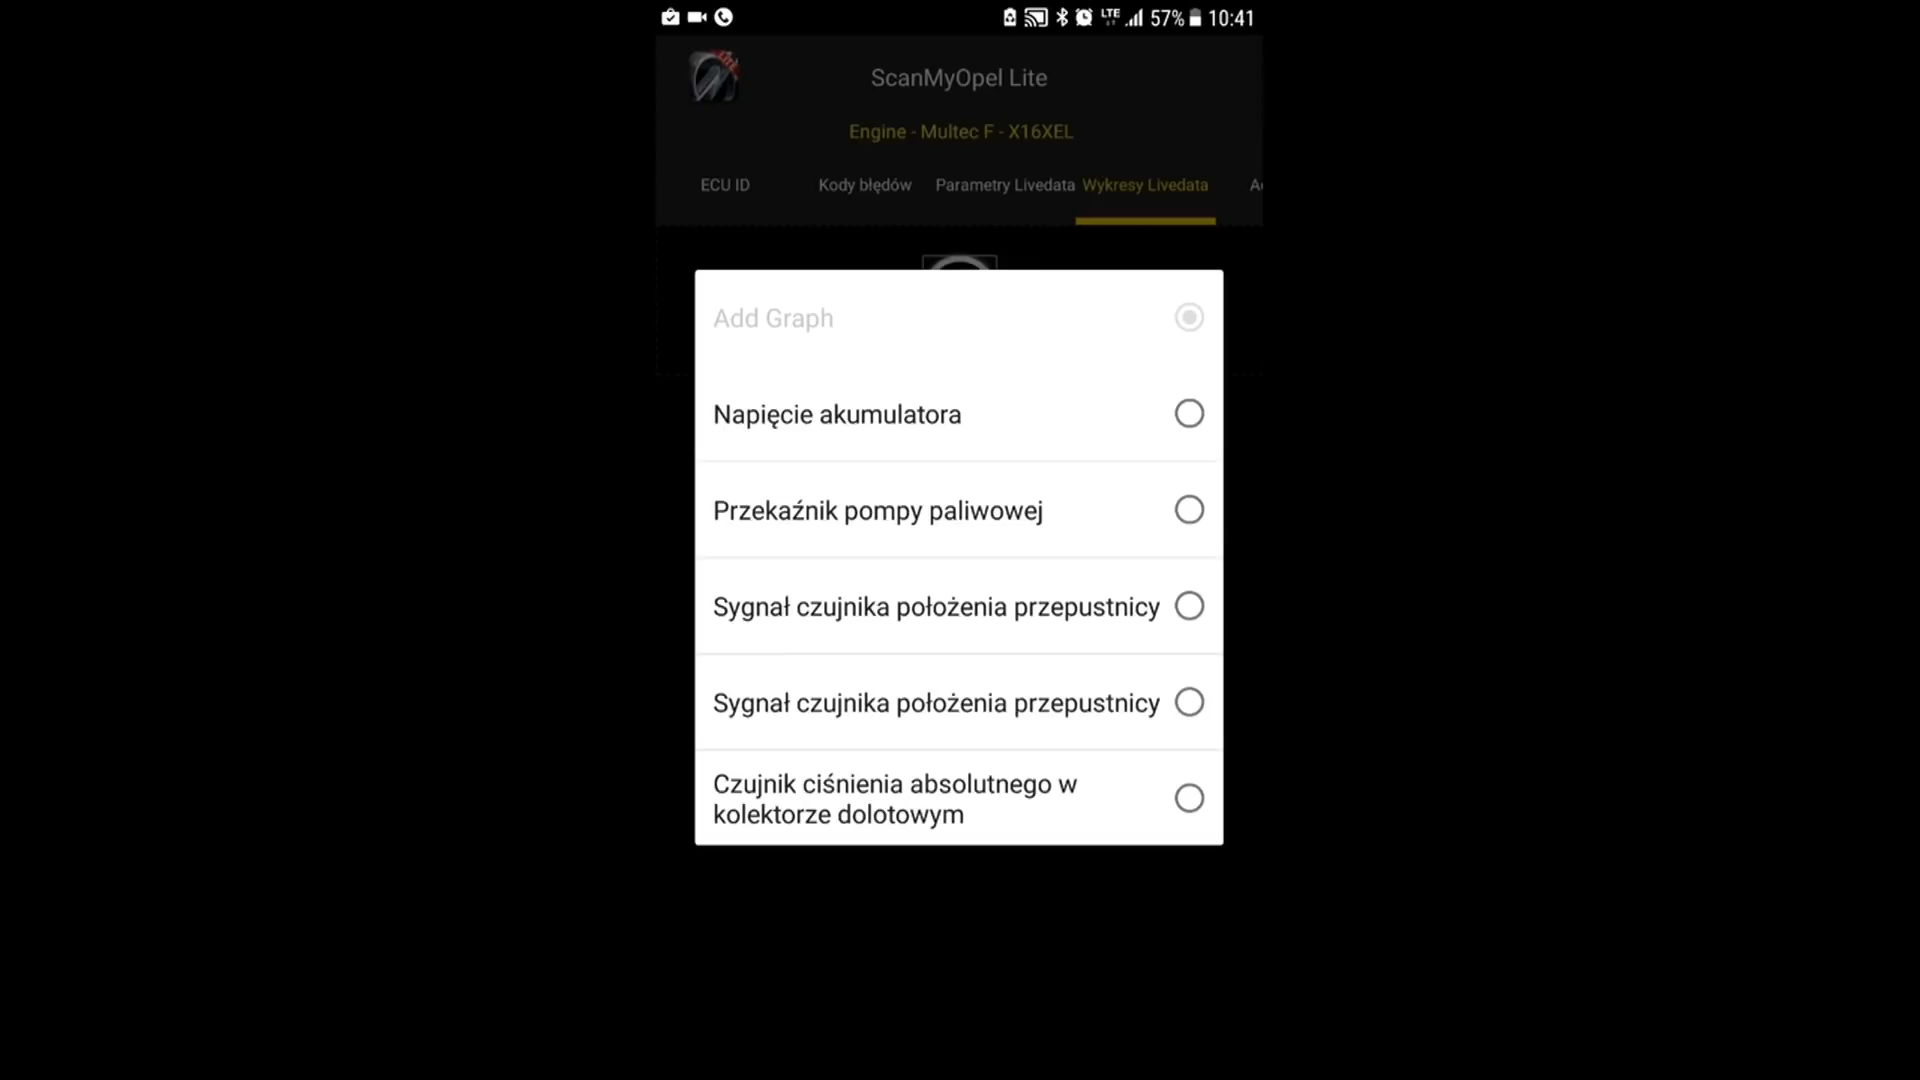 57% 10:41
ScanMyOpel Lite
Engine - Multec F - X16XEL
ECU ID Kody błędów Parametry Livedata Wykresy Livedata
Add Graph
Napięcie akumulatora
Przekaźnik pompy paliwowej
Sygnał czujnika położenia przepustnicy
Sygnał czujnika położenia przepustnicy
Czujnik ciśnienia absolutnego w
kolektorze dolotowym